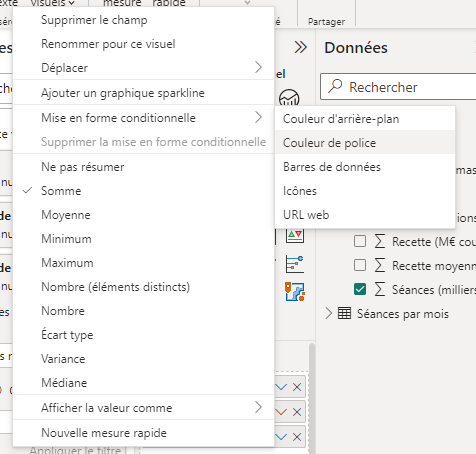 visuels
mesure
rapide
Partager
Supprimer le champ
Renommer pour ce visuel
Déplacer
Ajouter un graphique sparkline
Mise en forme conditionnelle
Supprimer la mise en forme conditionnelle
Ne pas résumer
Somme
Moyenne
Minimum
Maximum
Nombre (éléments distincts)
Nombre
Écart type
Variance
Médiane
Afficher la valeur comme
Nouvelle mesure rapide
Appliquer le filtre
Couleur d'arrière-plan
Couleur de police
Barres de données
Icônes
URL web
Données
Rechercher
Recette (M€ cou
Recette moyenn
Séances (milliers
Séances par mois